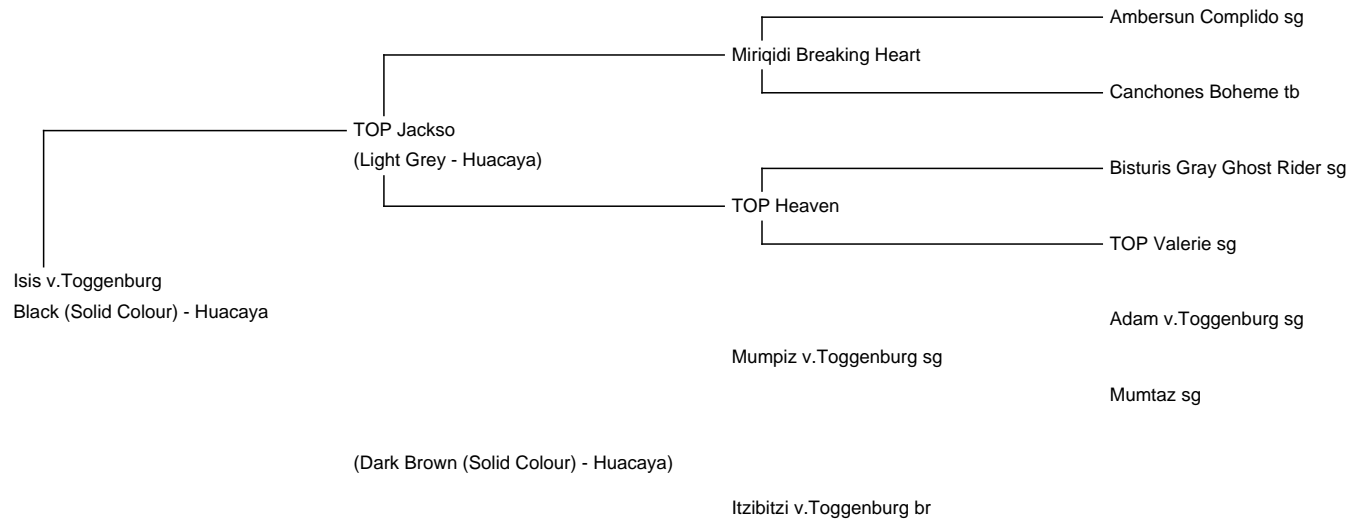 Ambersun Complido sg
Miriqidi Breaking Heart
Canchones Boheme tb
TOP Jackso
(Light Grey - Huacaya)
Bisturis Gray Ghost Rider sg
TOP Heaven
TOP Valerie sg
Isis v.Toggenburg
Black (Solid Colour) - Huacaya
Adam v.Toggenburg sg
Mumpiz v.Toggenburg sg
Mumtaz sg
(Dark Brown (Solid Colour) - Huacaya)
Itzibitzi v.Toggenburg br